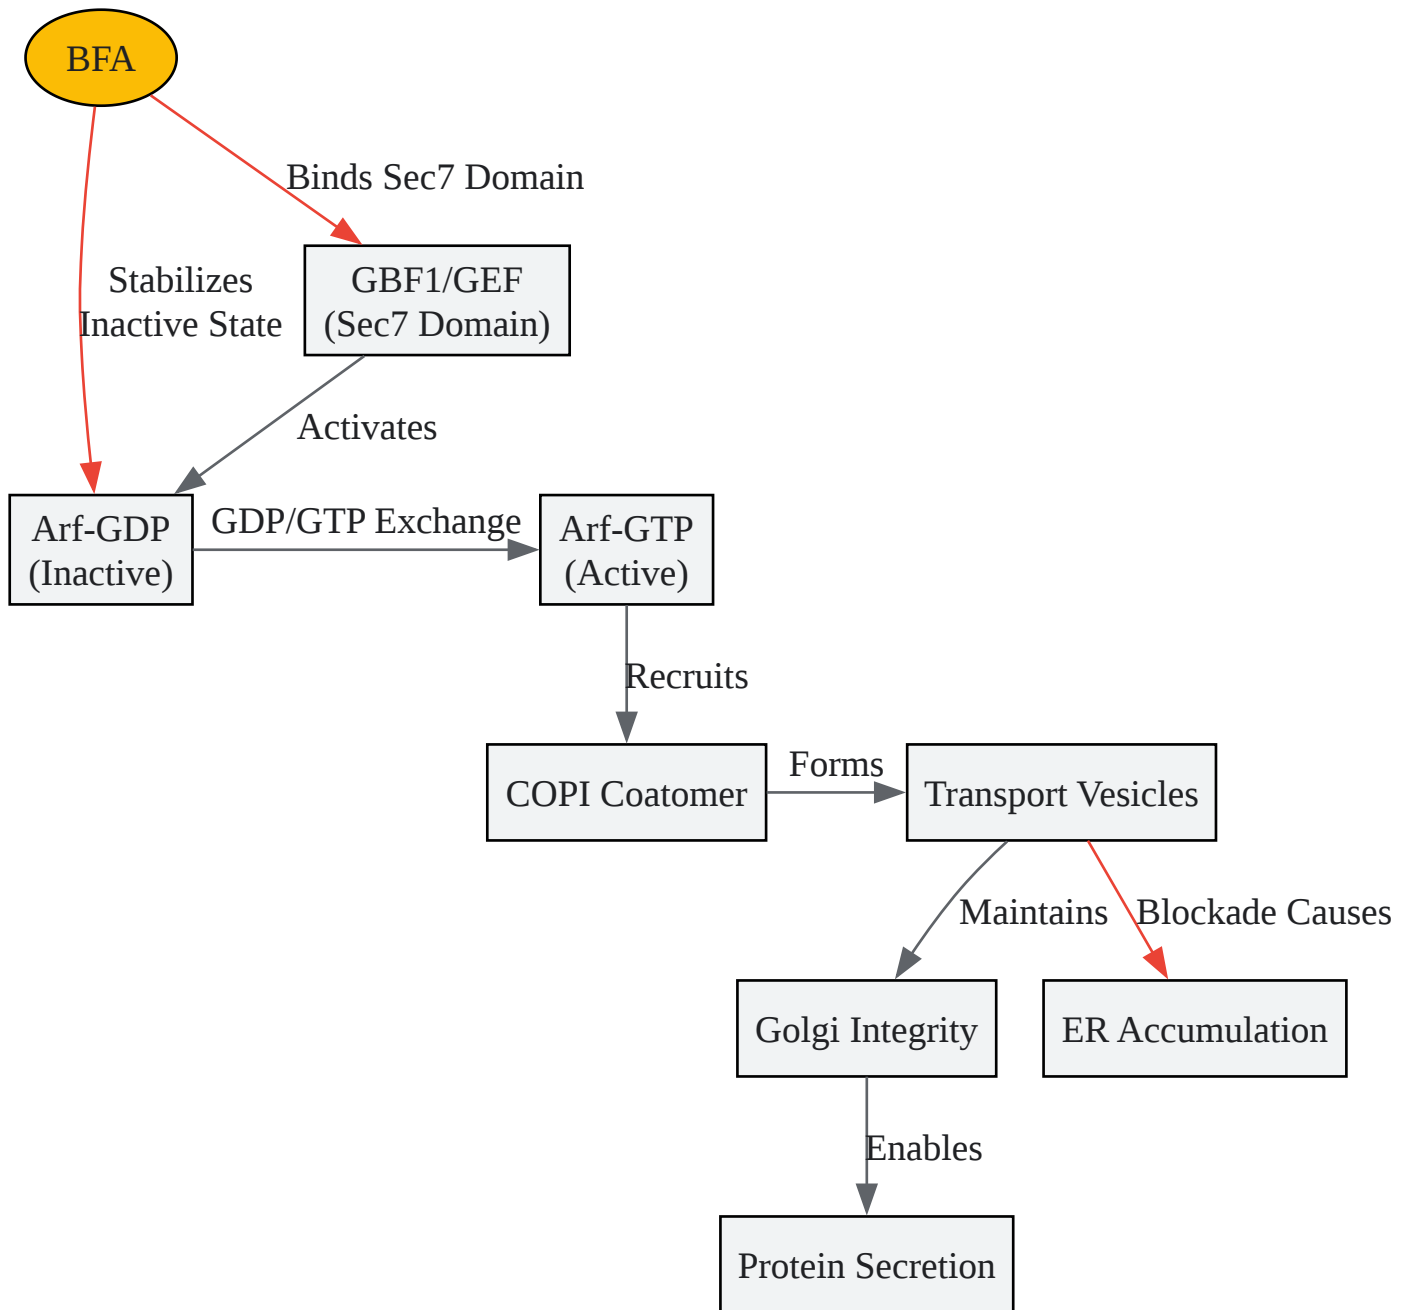 BFA
Binds Sec7 Domain
Stabilizes
Inactive State
GBF1/GEF
(Sec7 Domain)
Activates
Arf-GDP
(Inactive)
GDP/GTP Exchange
Arf-GTP
(Active)
Recruits
COPI Coatomer
Forms
Transport Vesicles
Maintains
Blockade Causes
Golgi Integrity
ER Accumulation
Enables
Protein Secretion